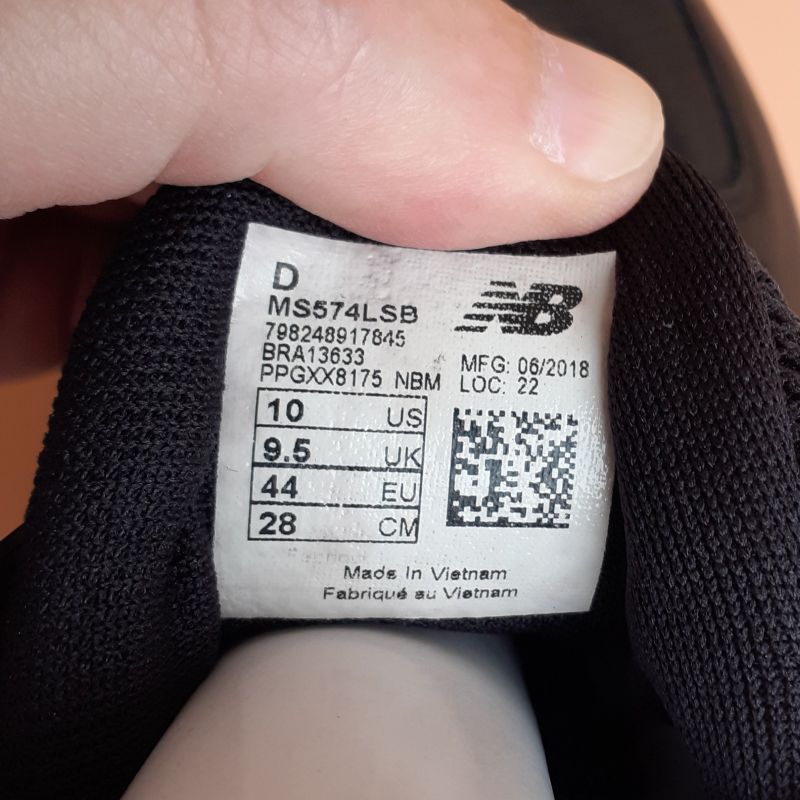 D
MS574LSB
NB
798248917845
BRA13633
PPGXX8175 NBM
MFG: 06/2018
LOC: 22
10 US
9.5 UK
44 EU
28 CM
Made In Vietnam
Fabriqué au Vietnam